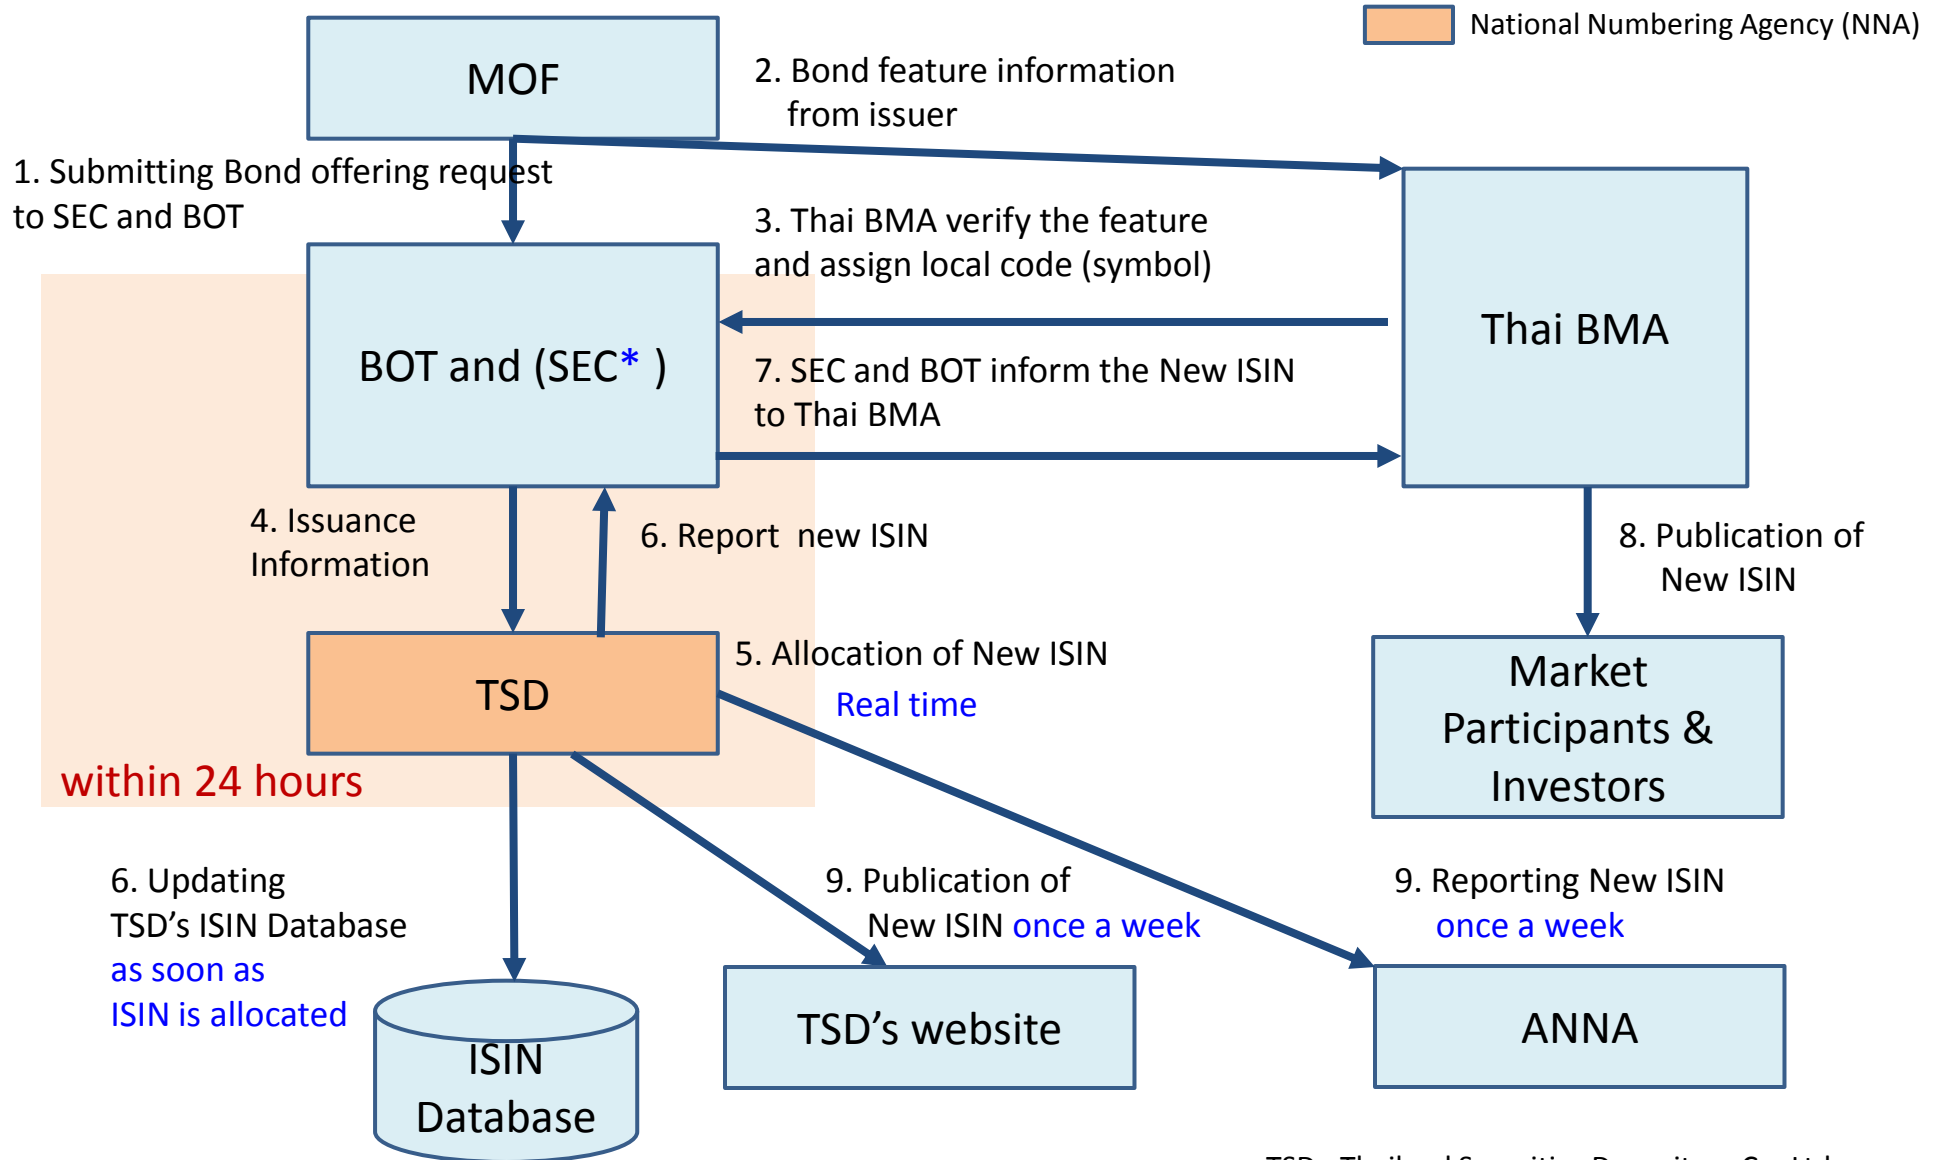 National Numbering Agency (NNA)
MOF
2. Bond feature information
from issuer
1. Submitting Bond offering request
to SEC and BOT
3. Thai BMA verify the feature
and assign local code (symbol)
BOT and (SEC* )
Thai BMA
7. SEC and BOT inform the New ISIN
to Thai BMA
4. Issuance
Information
6. Report new ISIN
8. Publication of
New ISIN
5. Allocation of New ISIN
Real time
TSD
Market
Participants &
Investors
within 24 hours
6. Updating
TSD's ISIN Database
as soon as
ISIN is allocated
9. Publication of
New ISIN once a week
9. Reporting New ISIN
once a week
ISIN
Database
TSD's website
ANNA